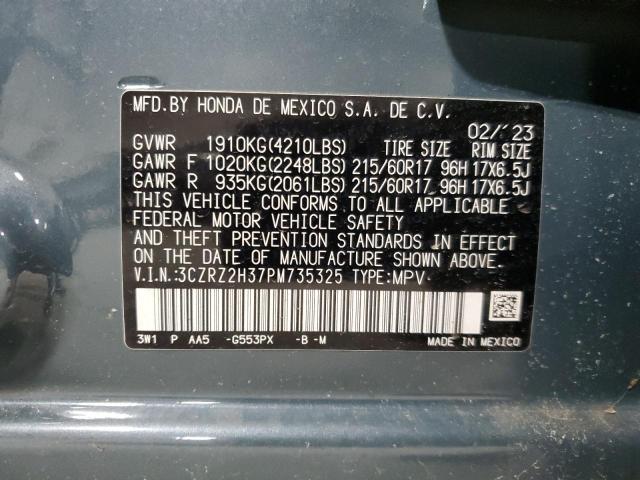 MFD. BY HONDA DE MEXICO S.A. DE C.V.
02/23
GVWR 1910KG(4210LBS) TIRE SIZE RIM SIZE
GAWR F 1020KG(2248LBS) 215/60R17 96H 17X6.5J
GAWR R 935KG(2061LBS) 215/60R17 96H 17X6.5J
THIS VEHICLE CONFORMS TO ALL APPLICABLE
FEDERAL MOTOR VEHICLE SAFETY
AND THEFT PREVENTION STANDARDS IN EFFECT
ON THE DATE OF MANUFACTURE SHOWN ABOVE.
V.I.N.:3CZRZ2H37PM735325 TYPE:MPV
3W1 P AA5 -G553PX -B -M MADE IN MEXICO